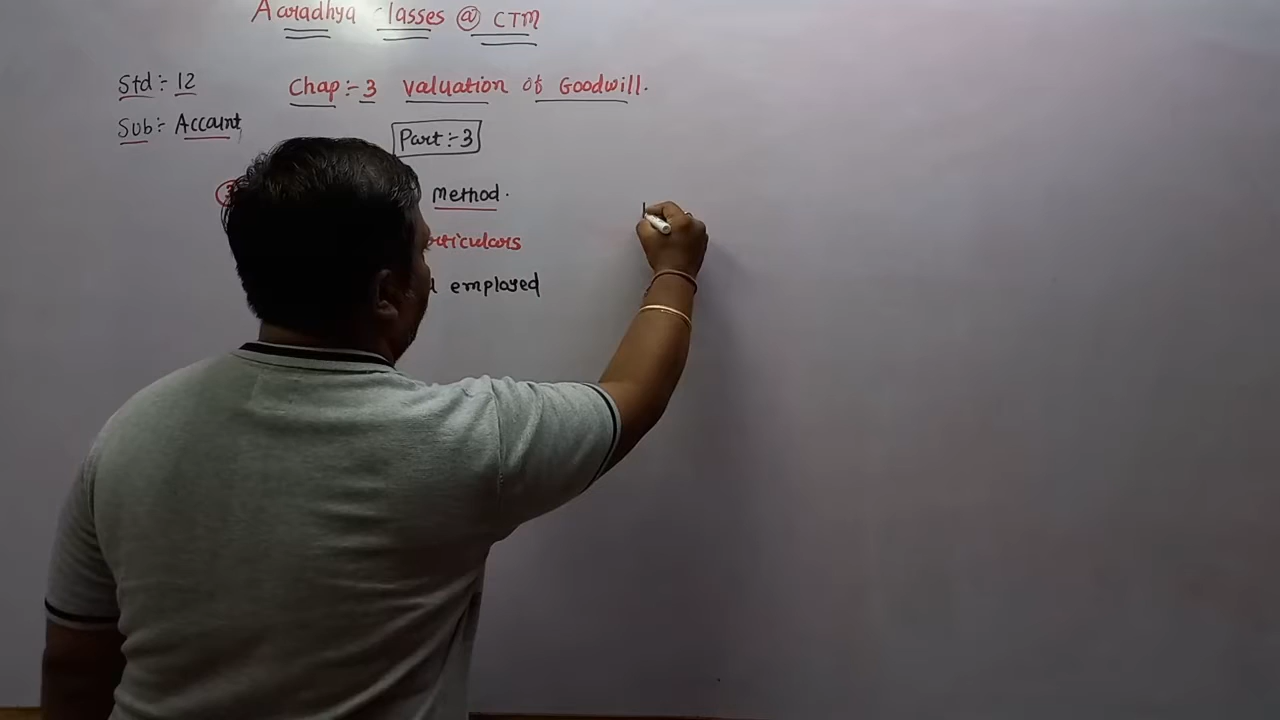 Aaradhya Classes @ CTM
Std :- 12 Chap :- 3 Valuation of Goodwill.
Sub :- Account
Part :- 3
method.
employed